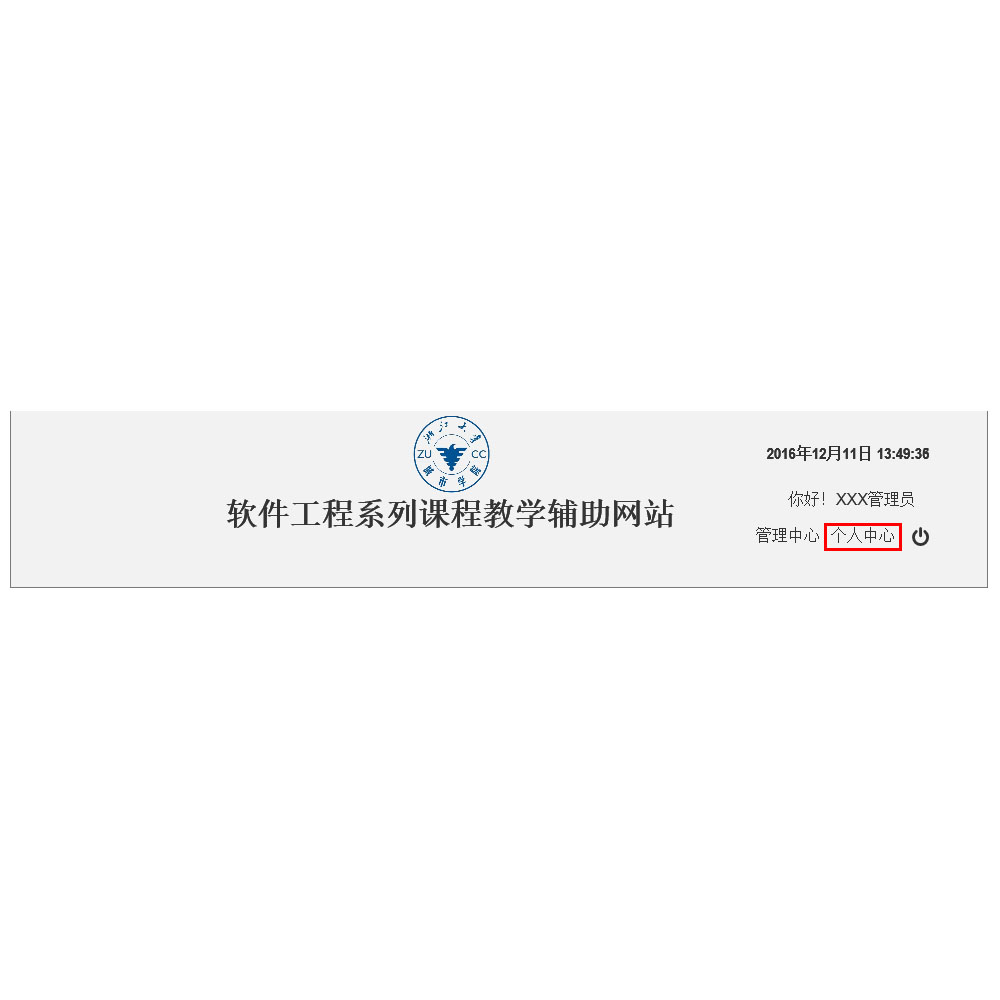 浙江大学
ZU CC
城市学院
软件工程系列课程教学辅助网站
2016年12月11日 13:49:36
你好！XXX管理员
管理中心 个人中心